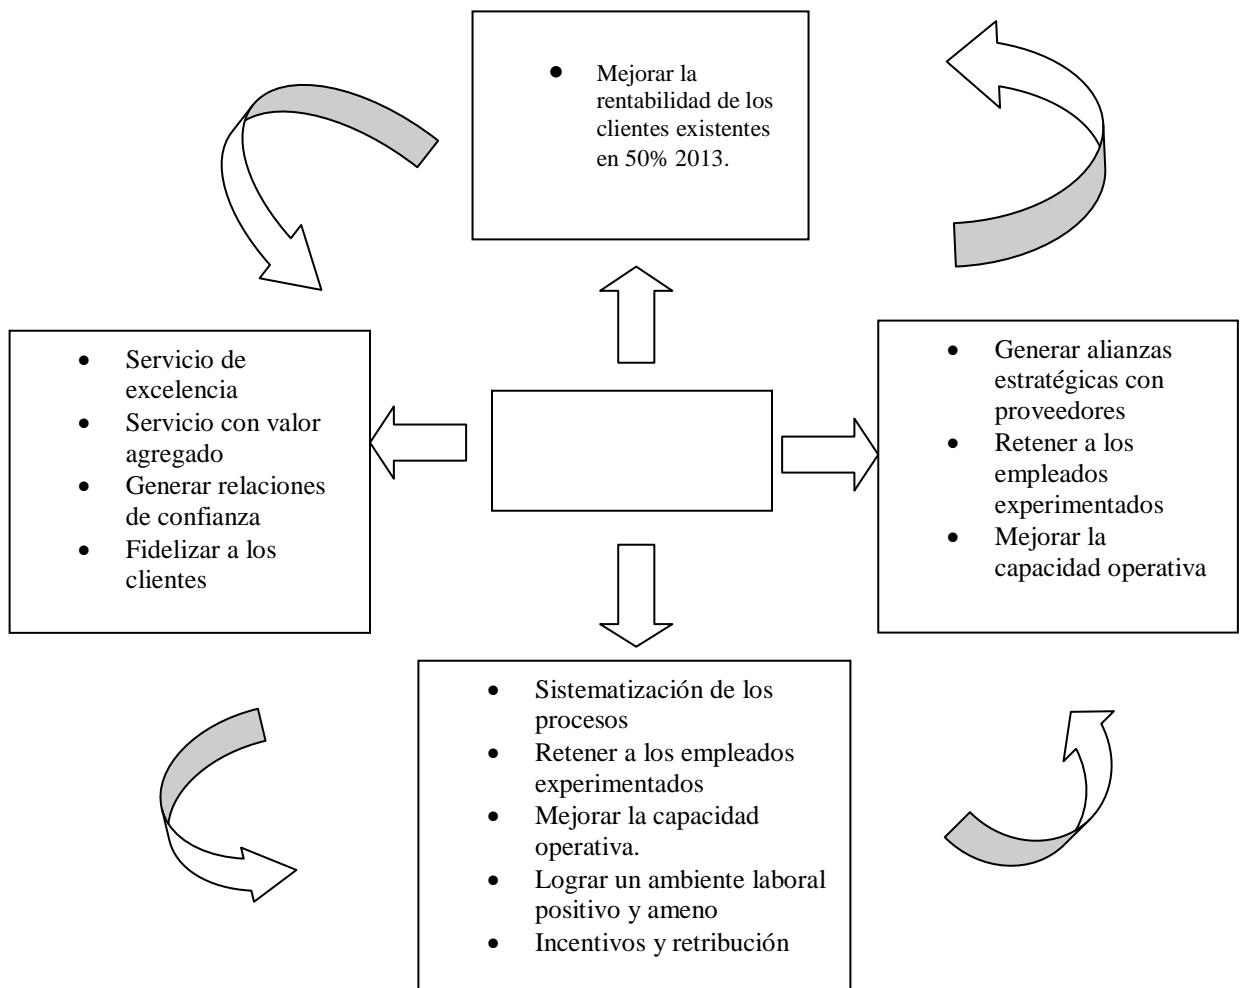 • Mejorar la
rentabilidad de los
clientes existentes
en 50% 2013.
• Servicio de
excelencia
• Servicio con valor
agregado
• Generar relaciones
de confianza
• Fidelizar a los
clientes
• Generar alianzas
estratégicas con
proveedores
• Retener a los
empleados
experimentados
• Mejorar la
capacidad operativa
• Sistematización de los
procesos
• Retener a los empleados
experimentados
• Mejorar la capacidad
operativa.
• Lograr un ambiente laboral
positivo y ameno
• Incentivos y retribución